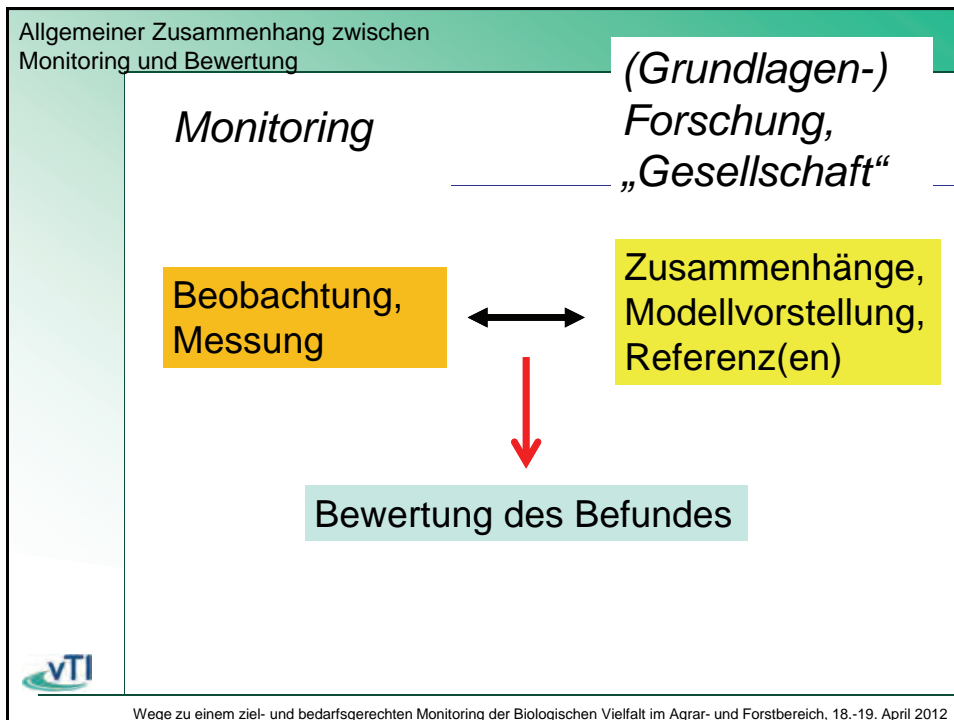 Allgemeiner Zusammenhang zwischen
Monitoring und Bewertung
Monitoring
(Grundlagen-)
Forschung,
„Gesellschaft“
Beobachtung,
Messung
Zusammenhänge,
Modellvorstellung,
Referenz(en)
Bewertung des Befundes
vTI
Wege zu einem ziel- und bedarfsgerechten Monitoring der Biologischen Vielfalt im Agrar- und Forstbereich, 18.-19. April 2012